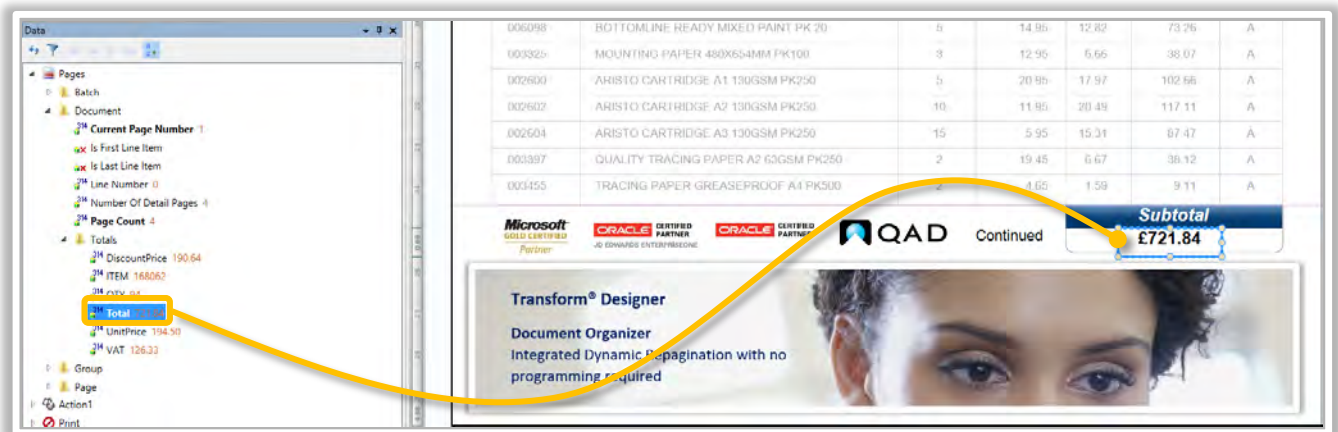 Data
Pages
Batch
Document
Current Page Number 1
Is First Line Item
Is Last Line Item
Line Number 0
Number Of Detail Pages 4
Page Count 4
Totals
DiscountPrice 190.64
ITEM 168062
QTY 94
Total
UnitPrice 194.50
VAT 126.33
Group
Page
Action1
Print
006098 BOTTOMLINE READY MIXED PAINT PK 20 5 14.95 12.82 73.26 A
003325 MOUNTING PAPER 480X654MM PK100 3 12.95 6.66 38.07 A
002600 ARISTO CARTRIDGE A1 130GSM PK250 5 20.95 17.97 102.66 A
002602 ARISTO CARTRIDGE A2 130GSM PK250 10 11.95 20.49 117.11 A
002604 ARISTO CARTRIDGE A3 130GSM PK250 15 5.95 15.31 87.47 A
003397 QUALITY TRACING PAPER A2 63GSM PK250 2 19.45 6.67 38.12 A
003455 TRACING PAPER GREASEPROOF A4 PK500 2 4.65 1.59 9.11 A
Microsoft
GOLD CERTIFIED
Partner
ORACLE CERTIFIED PARTNER
JD EDWARDS ENTERPRISEONE
ORACLE CERTIFIED PARTNER
QAD
Continued
Subtotal
£721.84
Transform® Designer
Document Organizer
Integrated Dynamic Repagination with no
programming required